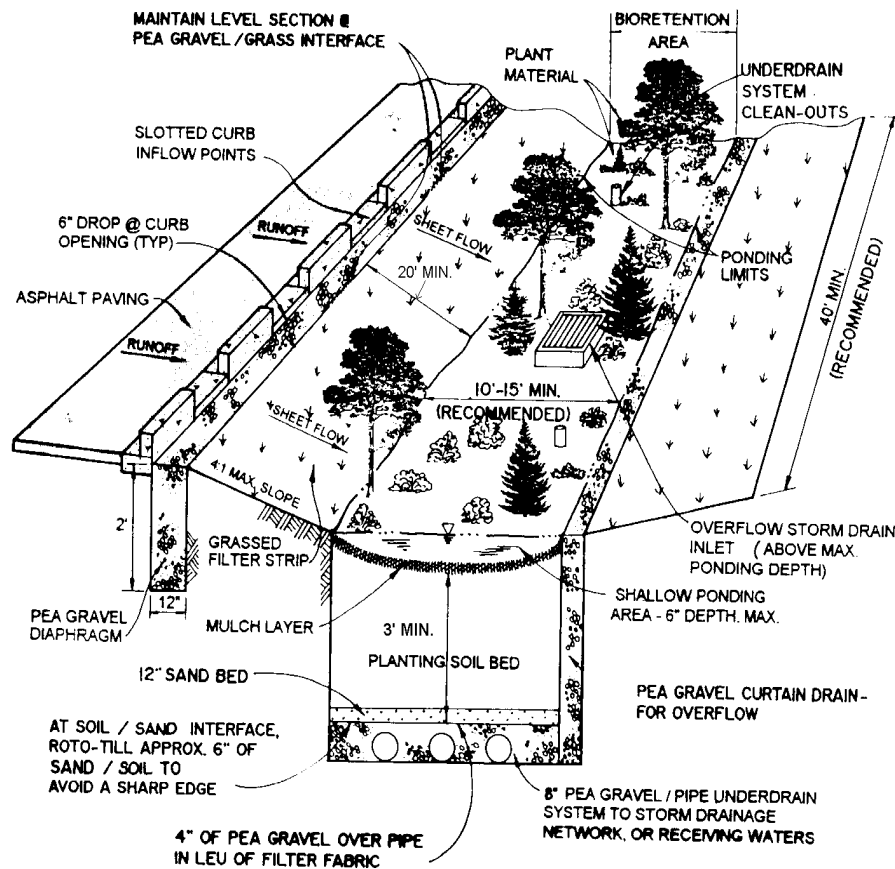 MAINTAIN LEVEL SECTION @
PEA GRAVEL / GRASS INTERFACE
BIORETENTION
AREA
PLANT
MATERIAL
UNDERDRAIN
SYSTEM
CLEAN-OUTS
SLOTTED CURB
INFLOW POINTS
6" DROP @ CURB
OPENING (TYP)
RUNOFF
SHEET FLOW
20' MIN.
PONDING
LIMITS
ASPHALT PAVING
RUNOFF
40' MIN.
(RECOMMENDED)
10'-15' MIN.
(RECOMMENDED)
SHEET FLOW
4:1 MAX. SLOPE
2'
GRASSED
FILTER STRIP
OVERFLOW STORM DRAIN
INLET ( ABOVE MAX.
PONDING DEPTH)
12"
PEA GRAVEL
DIAPHRAGM
MULCH LAYER
SHALLOW PONDING
AREA - 6" DEPTH. MAX.
3' MIN.
PLANTING SOIL BED
12" SAND BED
PEA GRAVEL CURTAIN DRAIN-
FOR OVERFLOW
AT SOIL / SAND INTERFACE,
ROTO-TILL APPROX. 6" OF
SAND / SOIL TO
AVOID A SHARP EDGE
8" PEA GRAVEL / PIPE UNDERDRAIN
SYSTEM TO STORM DRAINAGE
NETWORK, OR RECEIVING WATERS
4" OF PEA GRAVEL OVER PIPE
IN LEU OF FILTER FABRIC